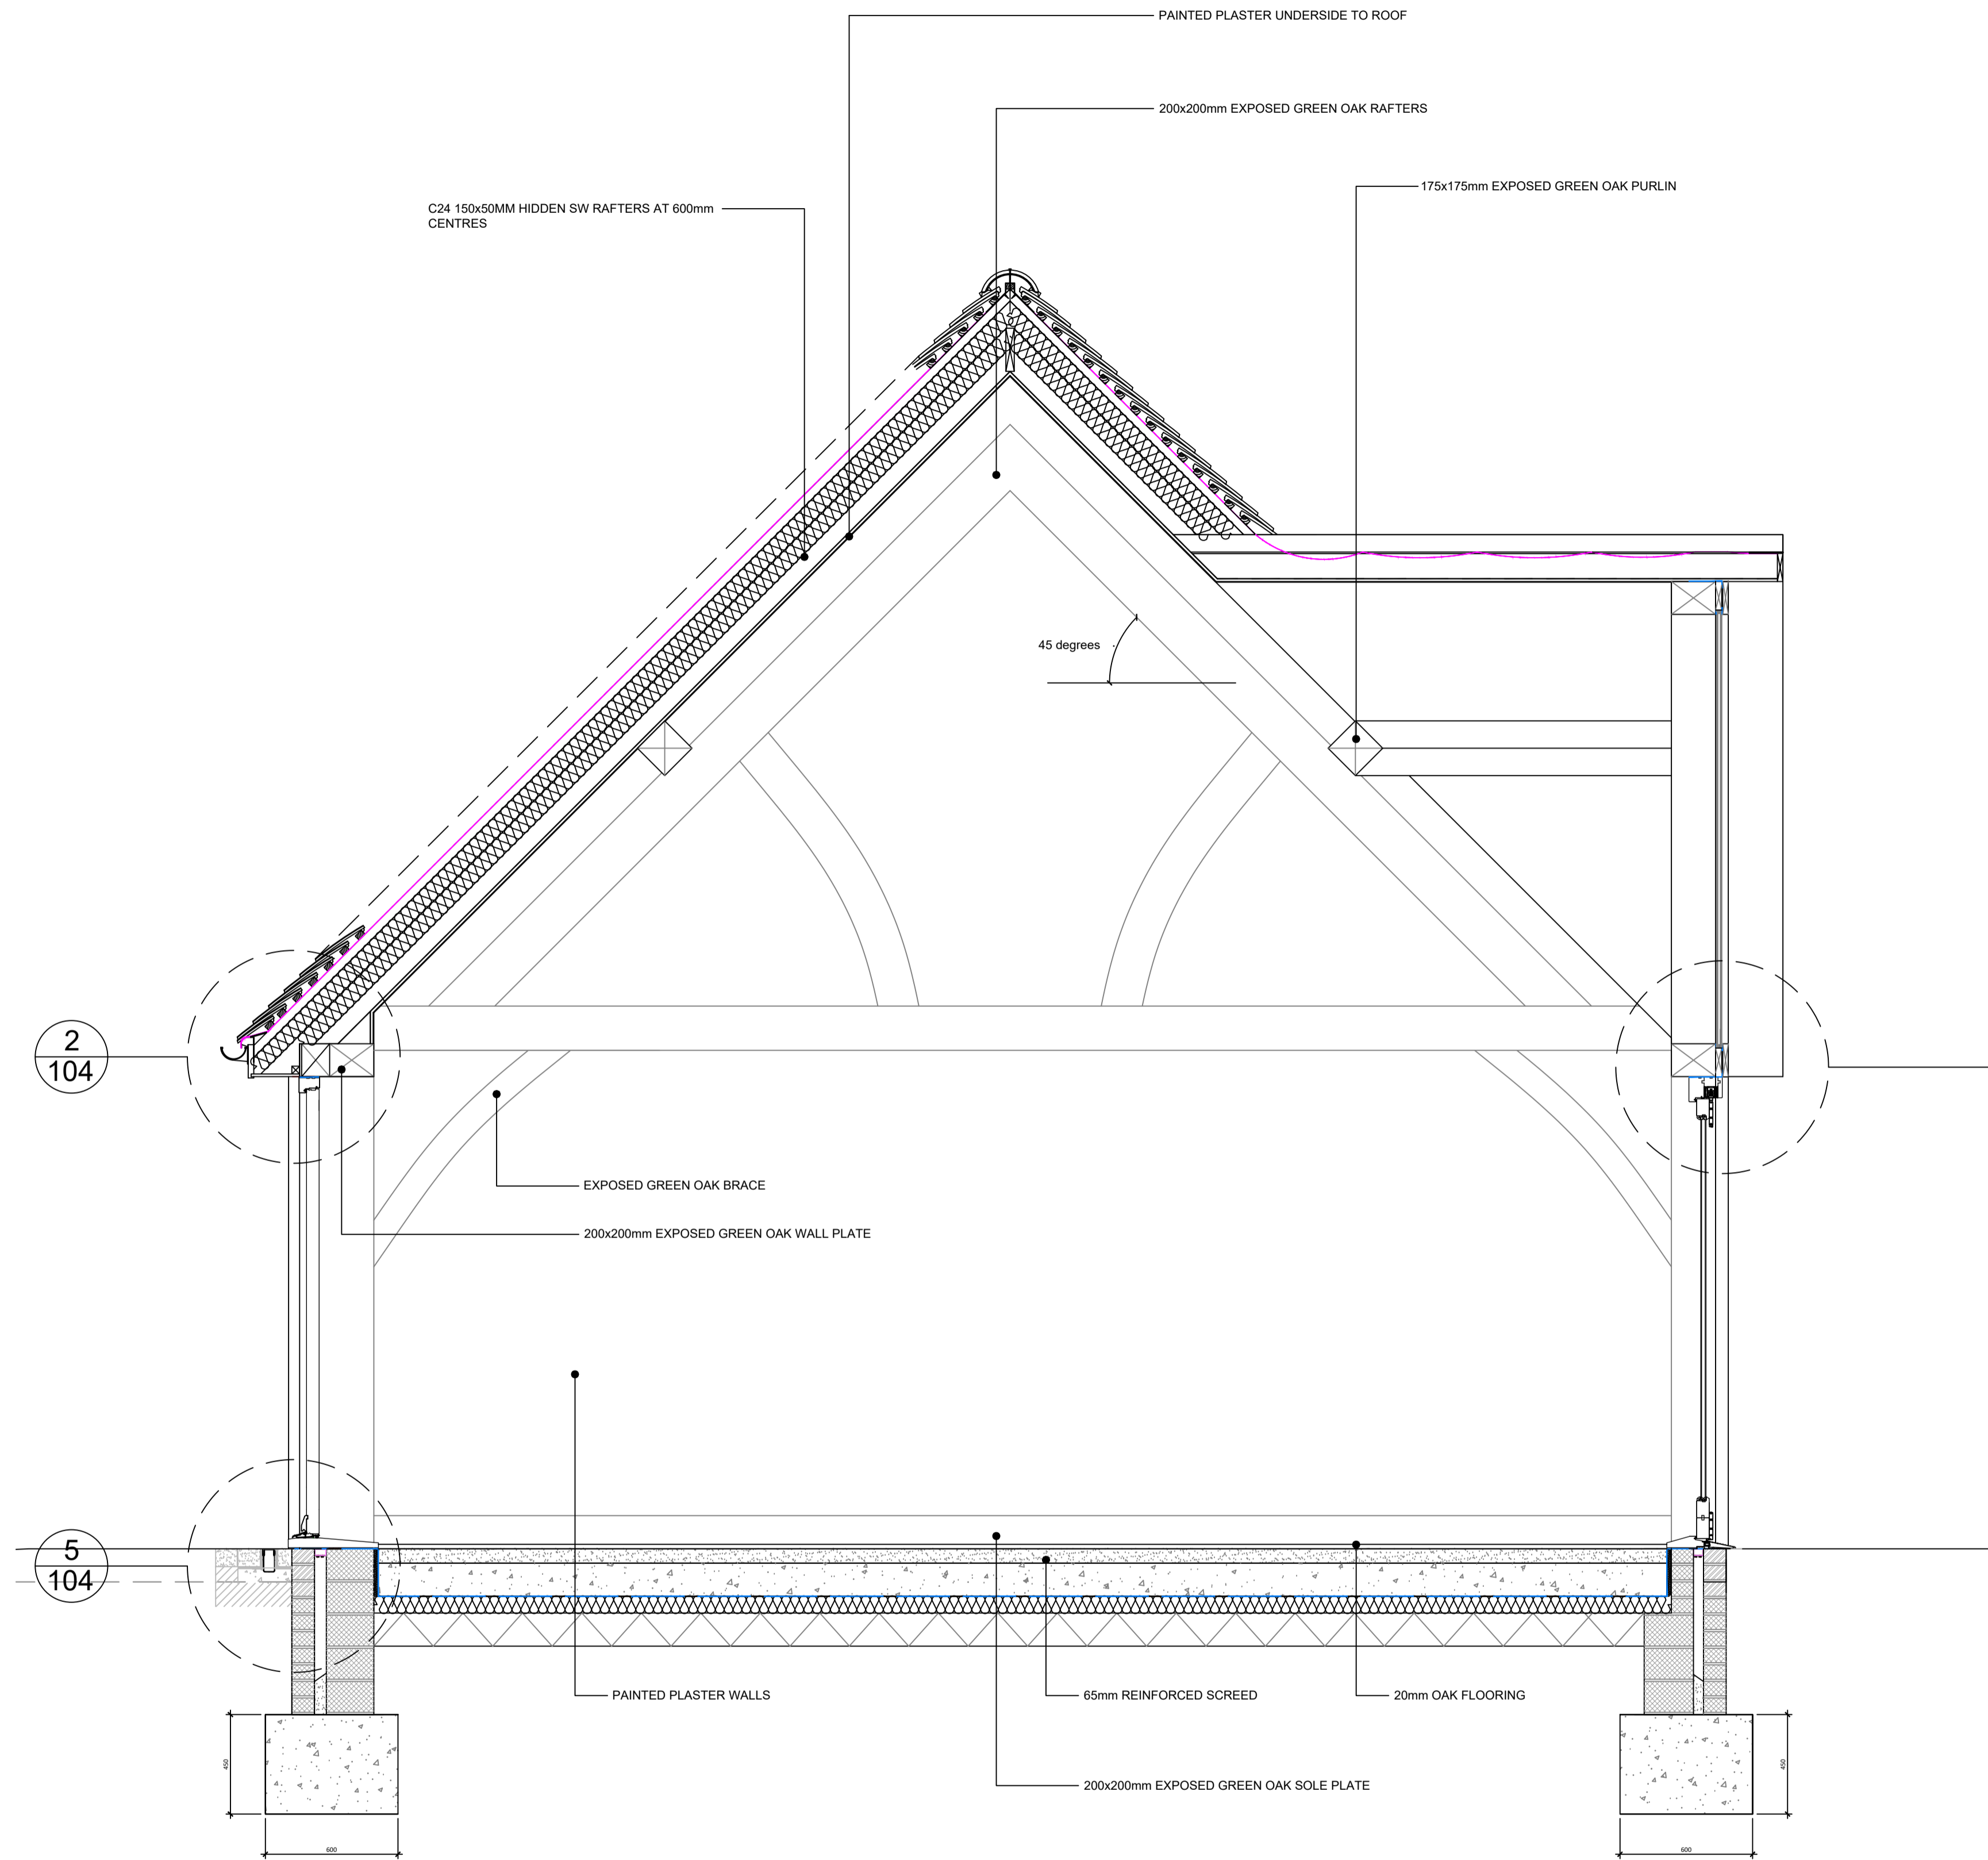 PAINTED PLASTER UNDERSIDE TO ROOF
200x200mm EXPOSED GREEN OAK RAFTERS
175x175mm EXPOSED GREEN OAK PURLIN
C24 150x50MM HIDDEN SW RAFTERS AT 600mm
CENTRES
45 degrees
2
104
EXPOSED GREEN OAK BRACE
200x200mm EXPOSED GREEN OAK WALL PLATE
5
104
PAINTED PLASTER WALLS
65mm REINFORCED SCREED
20mm OAK FLOORING
450
450
200x200mm EXPOSED GREEN OAK SOLE PLATE
600
600